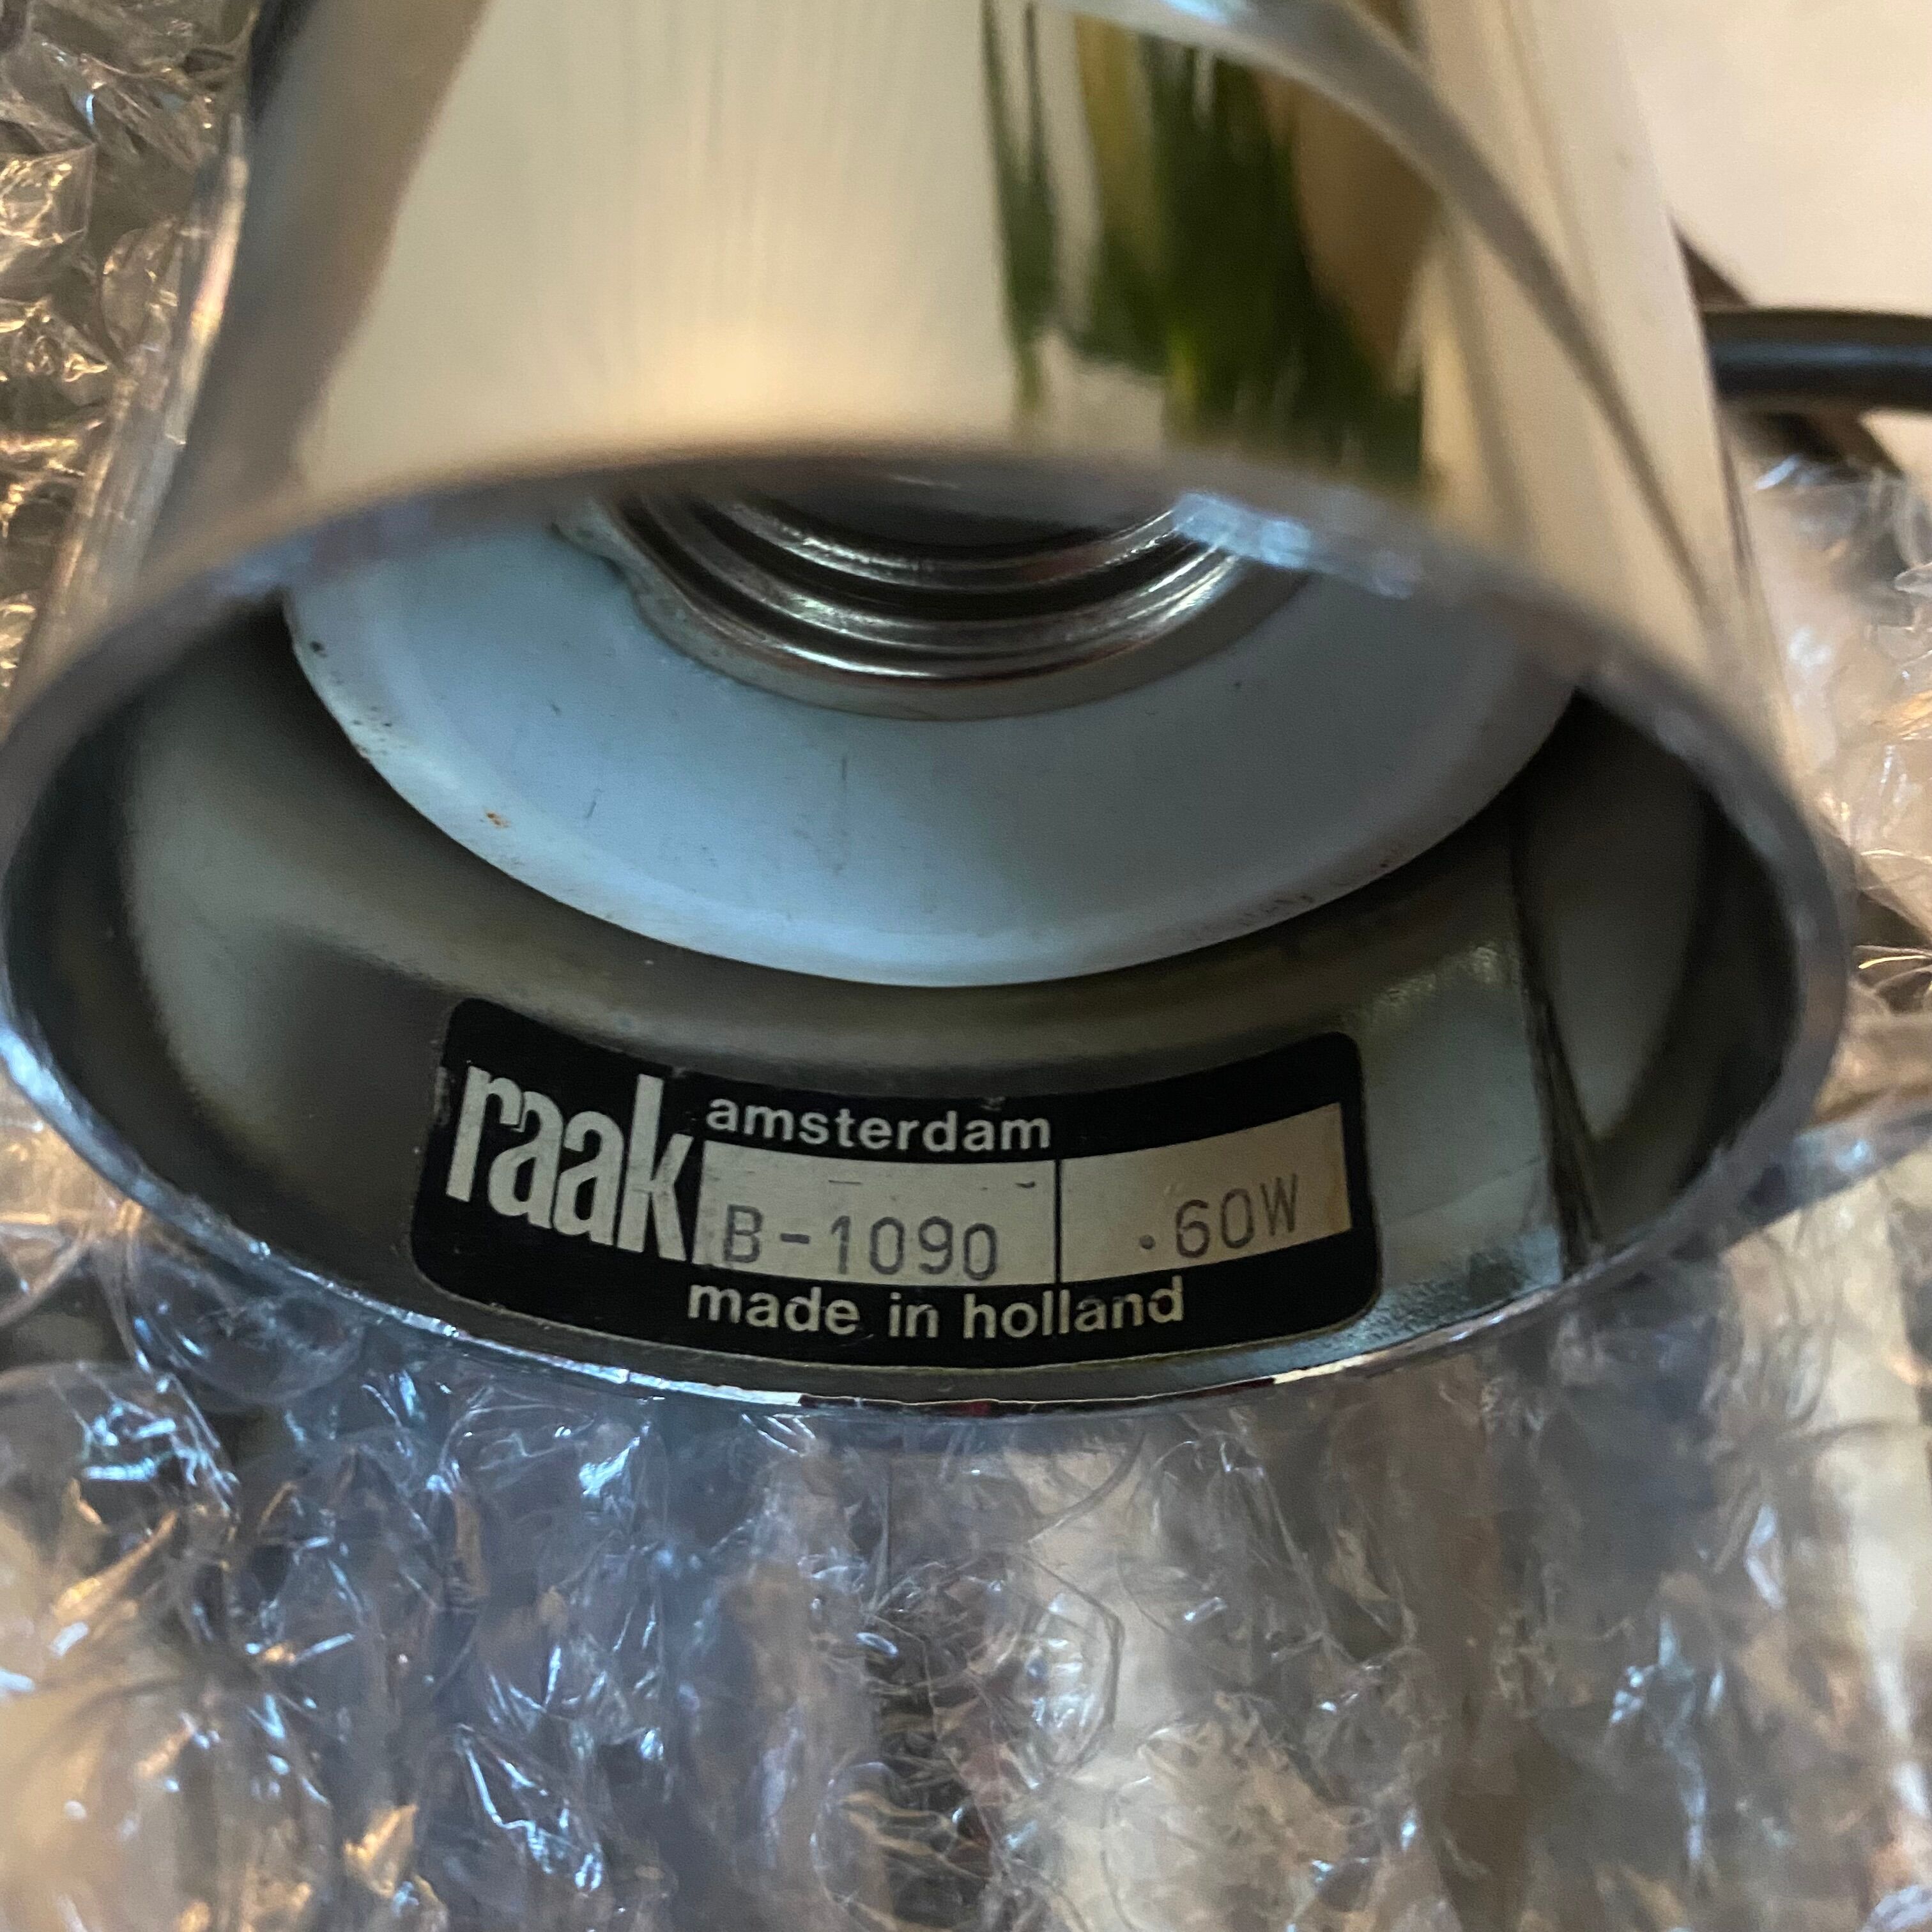 raak
amsterdam
B-1090 .60W
made in holland